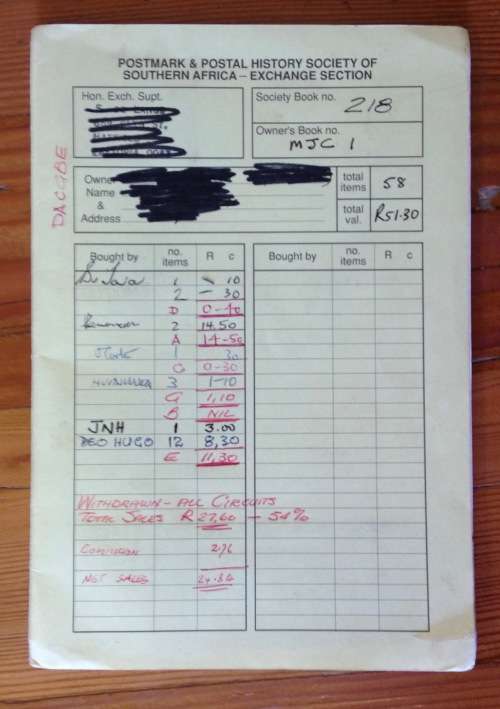 POSTMARK & POSTAL HISTORY SOCIETY OF
SOUTHERN AFRICA – EXCHANGE SECTION
Hon. Exch. Supt.
Society Book no. 218
Owner's Book no.
MJC 1
DACGBE
Owner
Name
&
Address
total items 58
total val. R51.30
Bought by no. items R c
Bought by no. items R c
1 — 10
2 — 30
D 0-40
2 14.50
A 14-50
1 30
C 0-30
3 1-10
G 1,10
B NIL
JNH 1 3.00
DEO HUGO 12 8,30
E 11,30
WITHDRAWN – ALL CIRCUITS
TOTAL SALES R 27,60 – 54%
2,76
NET SALES 24.84